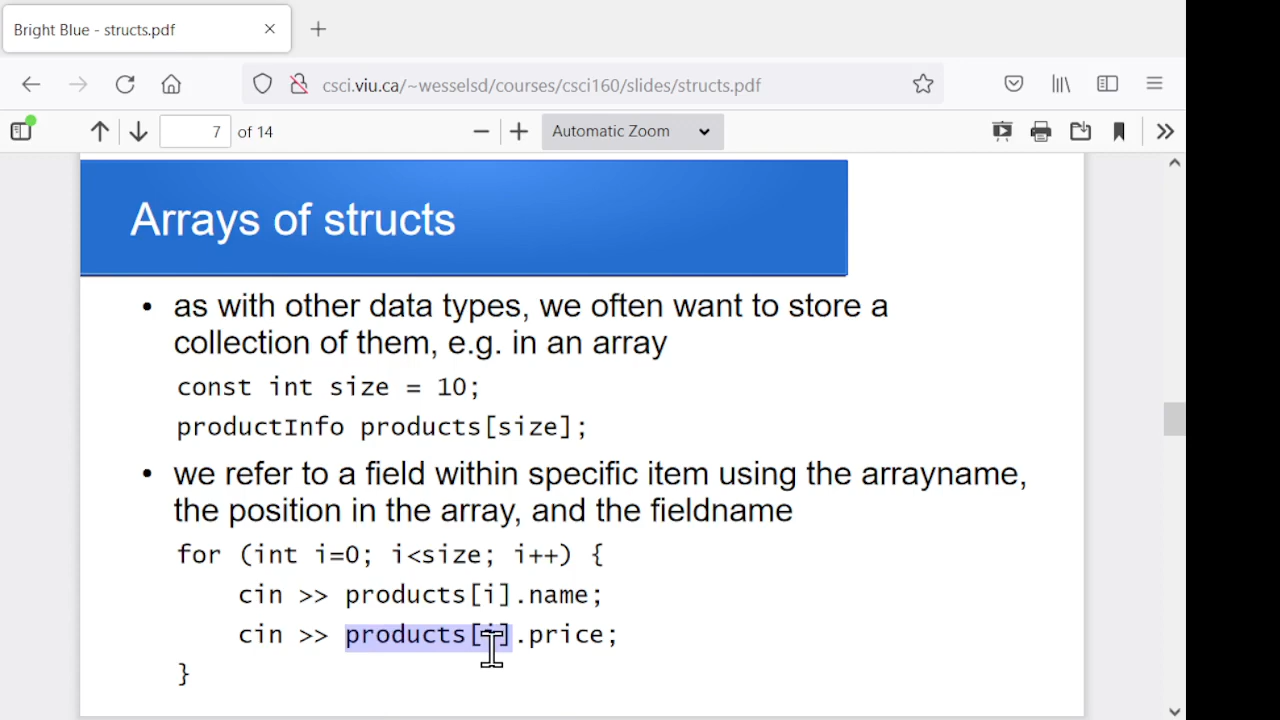 Bright Blue - structs.pdf
csci.viu.ca/~wesselsd/courses/csci160/slides/structs.pdf
7 of 14
Automatic Zoom
Arrays of structs
• as with other data types, we often want to store a
collection of them, e.g. in an array
const int size = 10;
productInfo products[size];
• we refer to a field within specific item using the arrayname,
the position in the array, and the fieldname
for (int i=0; i<size; i++) {
cin >> products[i].name;
cin >> products[i].price;
}